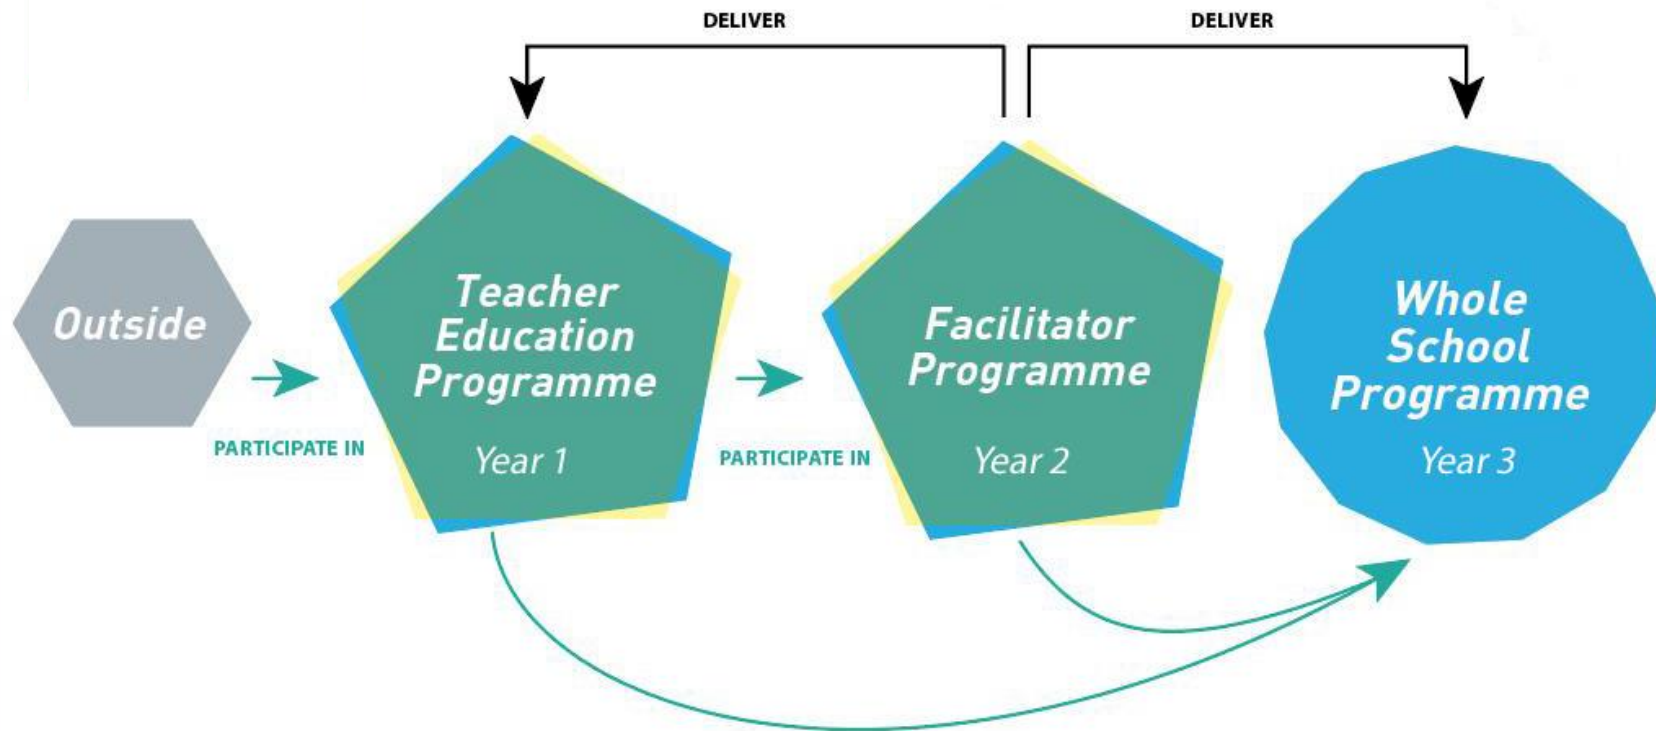 DELIVER
DELIVER
Outside
PARTICIPATE IN
Teacher
Education
Programme
Year 1
PARTICIPATE IN
Facilitator
Programme
Year 2
Whole
School
Programme
Year 3